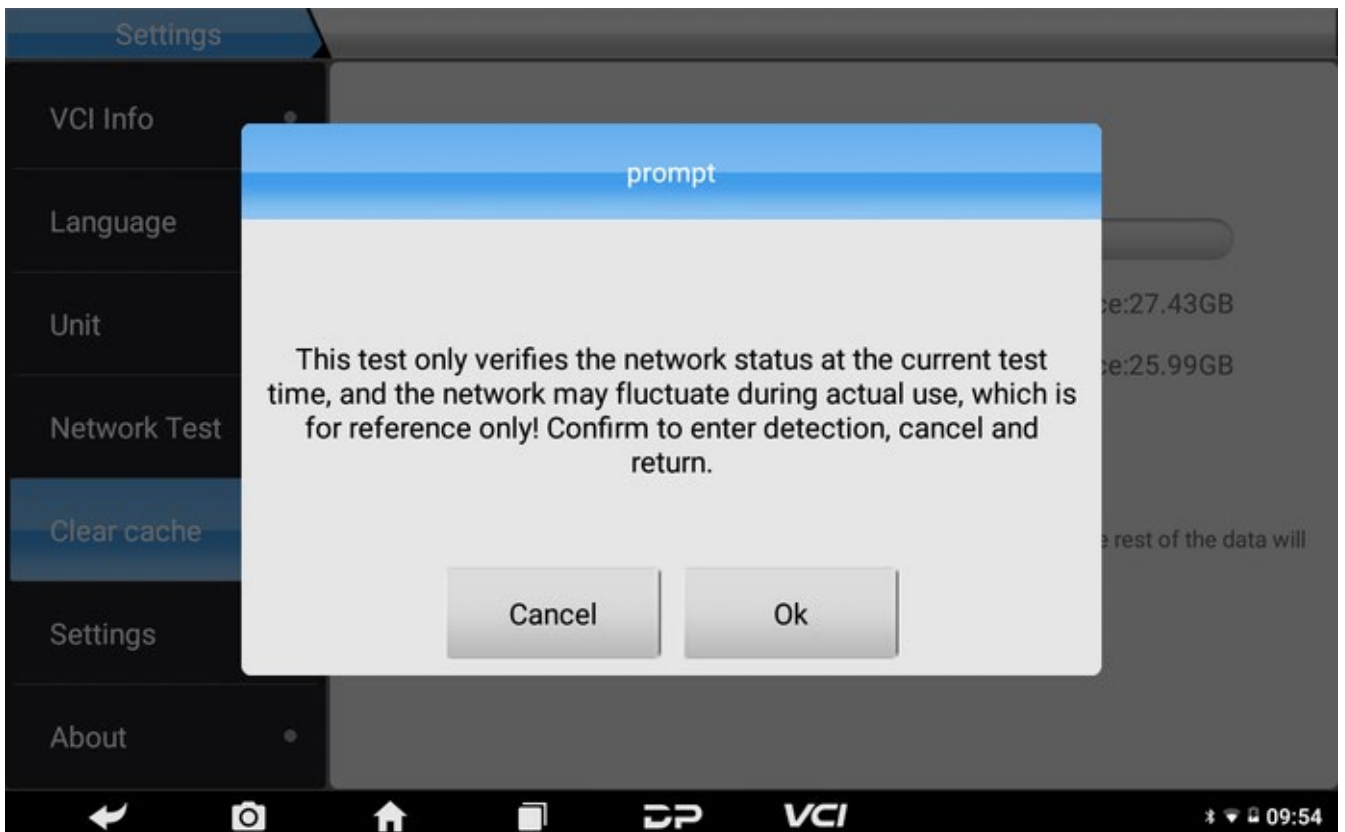 Settings
VCI Info
Language
Unit
Network Test
Clear cache
Settings
About
prompt
This test only verifies the network status at the current test
time, and the network may fluctuate during actual use, which is
for reference only! Confirm to enter detection, cancel and
return.
Cancel
Ok
:27.43GB
:25.99GB
rest of the data will
DP
VCI
09:54